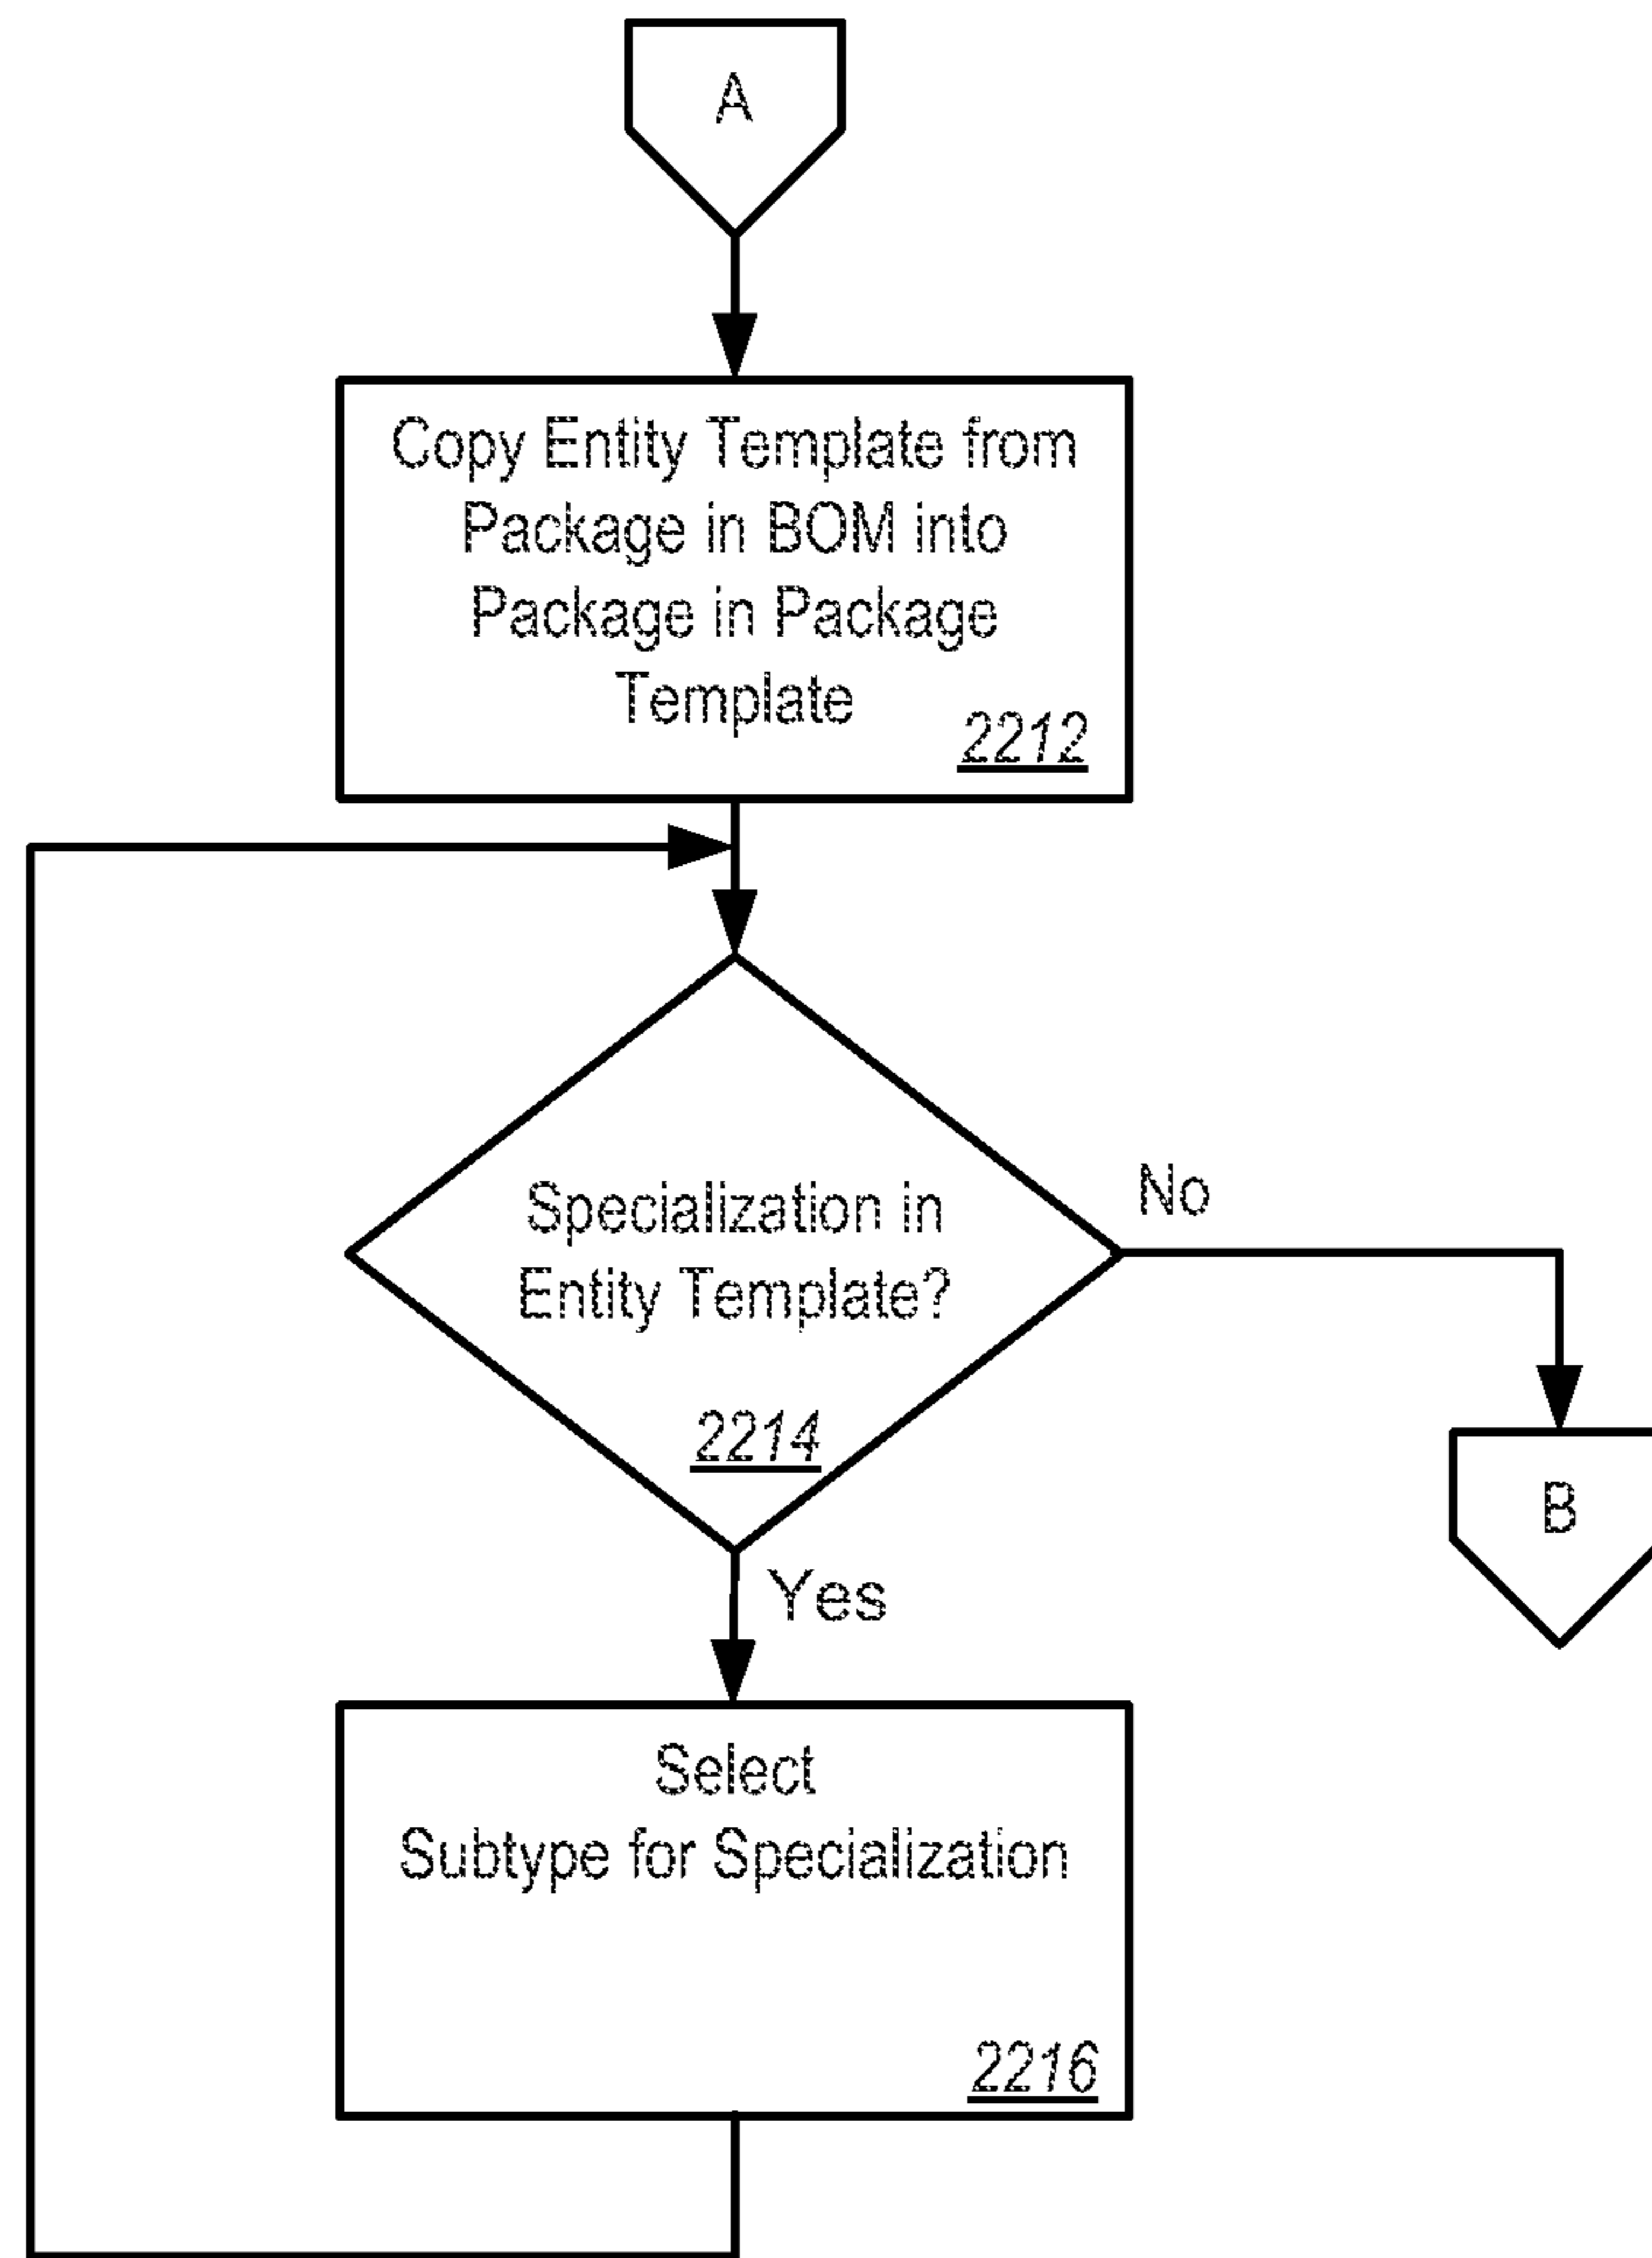 A
Copy Entity Template from
Package in BOM into
Package in Package
Template
2212
Specialization in
Entity Template?
2214
No
B
Yes
Select
Subtype for Specialization
2216